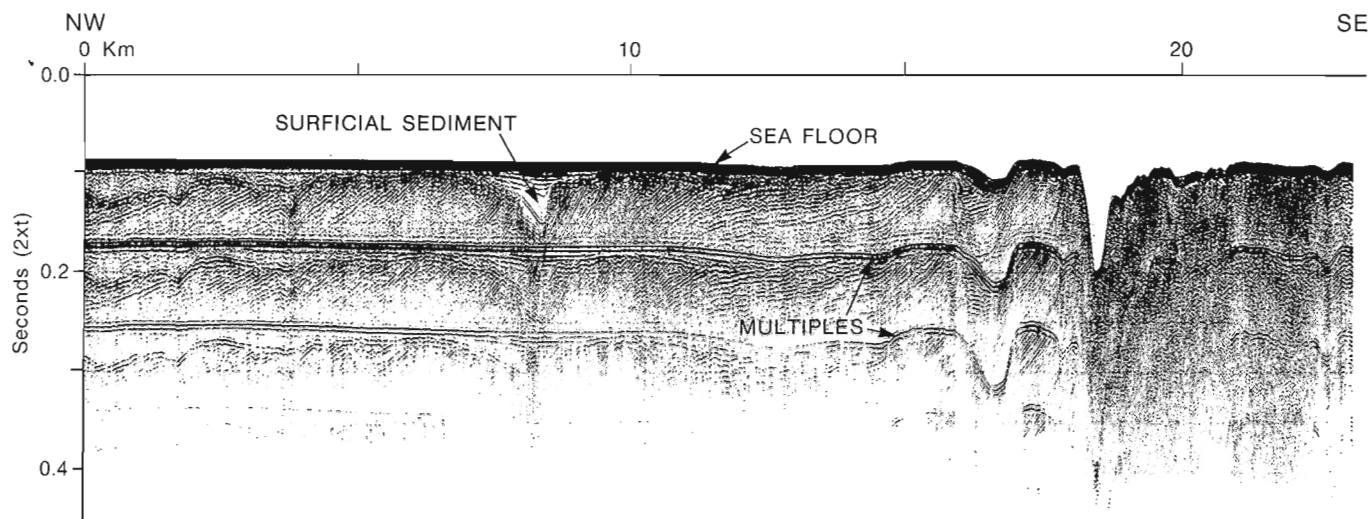 NW
SE
0 Km
10
20
0.0
SURFICIAL SEDIMENT
SEA FLOOR
0.2
Seconds (2xt)
MULTIPLES
0.4